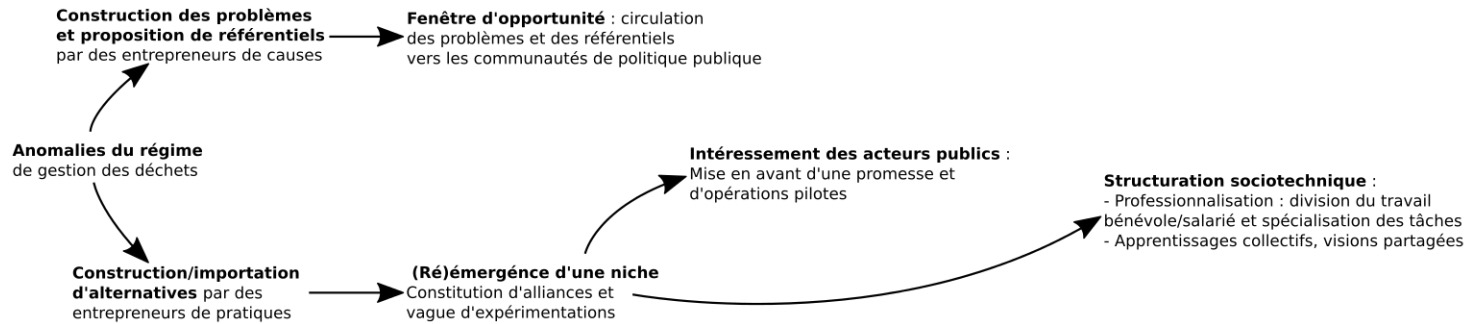 Construction des problèmes
et proposition de référentiels
par des entrepreneurs de causes
Fenêtre d'opportunité : circulation
des problèmes et des référentiels
vers les communautés de politique publique
Anomalies du régime
de gestion des déchets
Intéressement des acteurs publics :
Mise en avant d'une promesse et
d'opérations pilotes
Structuration sociotechnique :
- Professionnalisation : division du travail
bénévole/salarié et spécialisation des tâches
- Apprentissages collectifs, visions partagées
Construction/importation
d'alternatives par des
entrepreneurs de pratiques
(Ré)émergénce d'une niche
Constitution d'alliances et
vague d'expérimentations